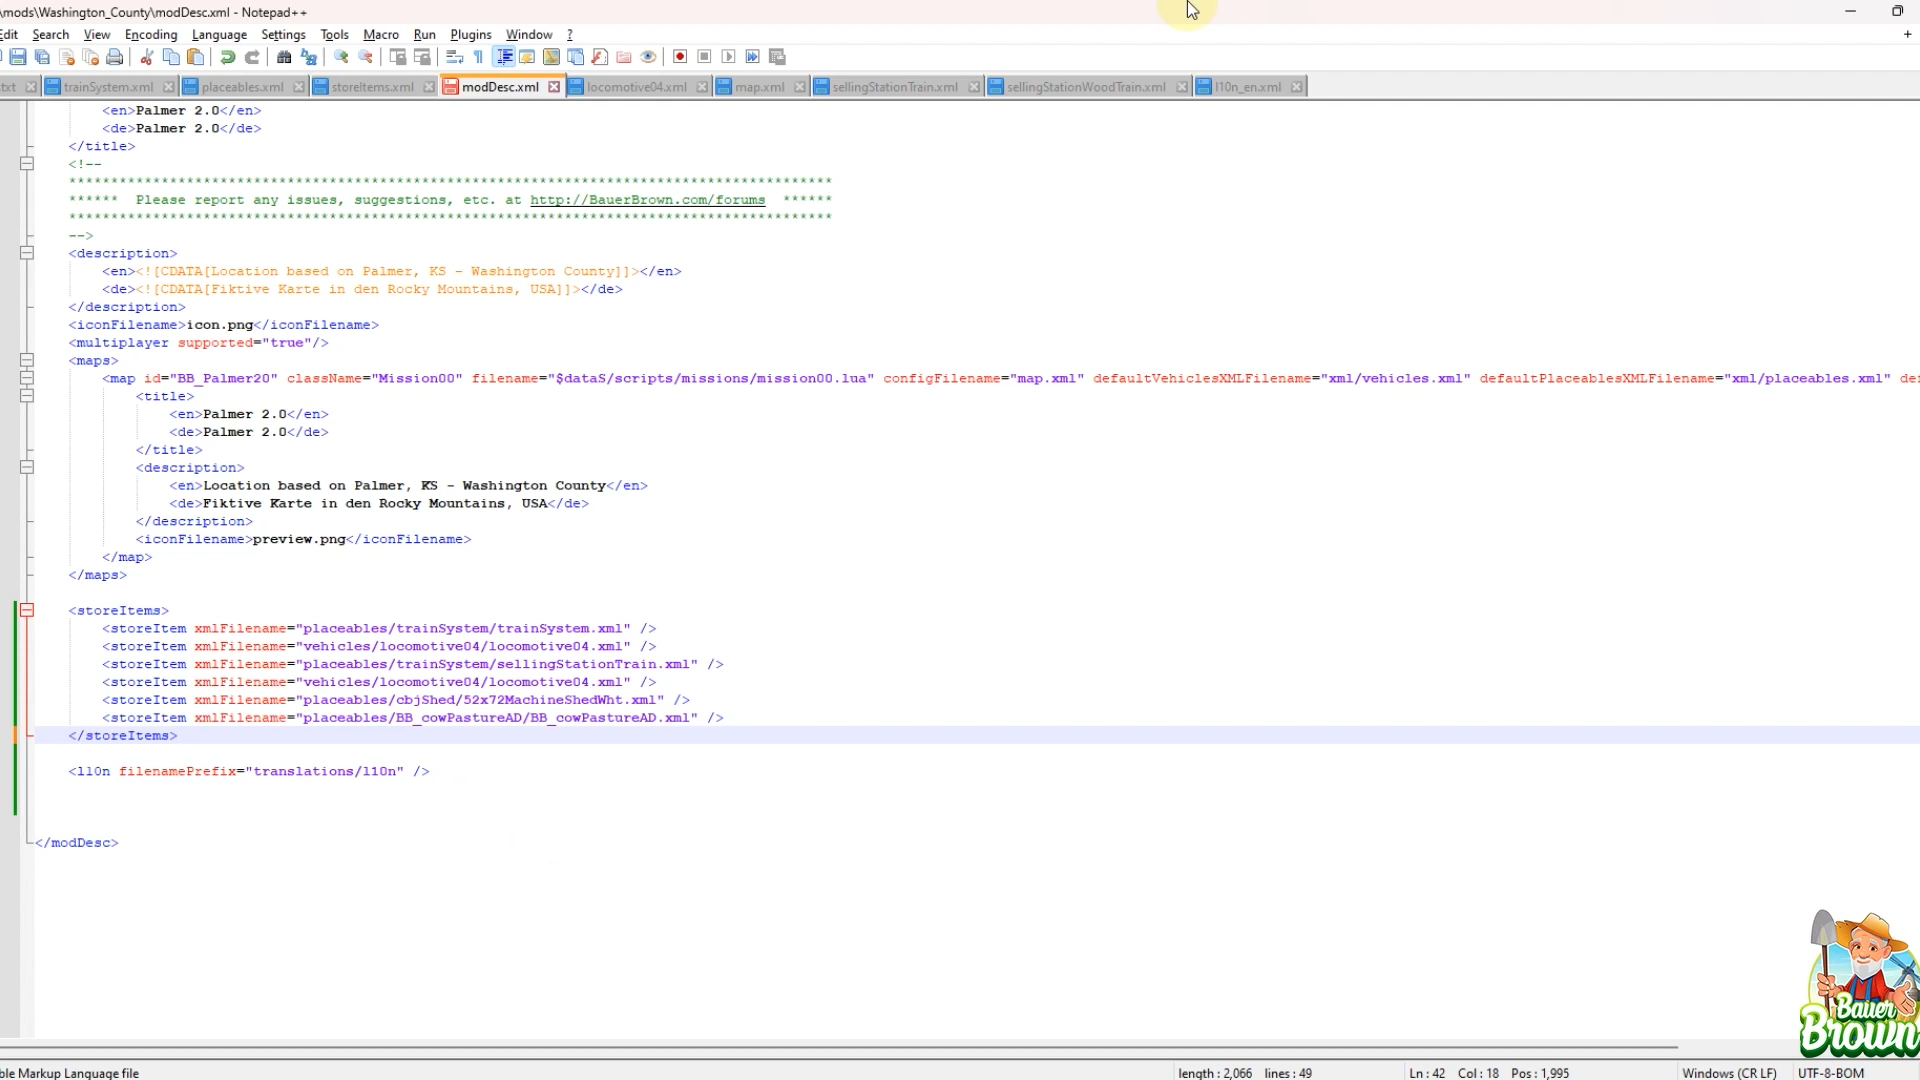 \mods\Washington_County\modDesc.xml - Notepad++
Edit Search View Encoding Language Settings Tools Macro Run Plugins Window ?
.txt trainSystem.xml placeables.xml storeItems.xml modDesc.xml locomotive04.xml map.xml sellingStationTrain.xml sellingStationWoodTrain.xml l10n_en.xml
<en>Palmer 2.0</en>
<de>Palmer 2.0</de>
</title>
<!--
******************************************************************************************
****** Please report any issues, suggestions, etc. at http://BauerBrown.com/forums ******
******************************************************************************************
-->
<description>
<en><![CDATA[Location based on Palmer, KS - Washington County]]></en>
<de><![CDATA[Fiktive Karte in den Rocky Mountains, USA]]></de>
</description>
<iconFilename>icon.png</iconFilename>
<multiplayer supported="true"/>
<maps>
<map id="BB_Palmer20" className="Mission00" filename="$dataS/scripts/missions/mission00.lua" configFilename="map.xml" defaultVehiclesXMLFilename="xml/vehicles.xml" defaultPlaceablesXMLFilename="xml/placeables.xml" de
<title>
<en>Palmer 2.0</en>
<de>Palmer 2.0</de>
</title>
<description>
<en>Location based on Palmer, KS - Washington County</en>
<de>Fiktive Karte in den Rocky Mountains, USA</de>
</description>
<iconFilename>preview.png</iconFilename>
</map>
</maps>
<storeItems>
<storeItem xmlFilename="placeables/trainSystem/trainSystem.xml" />
<storeItem xmlFilename="vehicles/locomotive04/locomotive04.xml" />
<storeItem xmlFilename="placeables/trainSystem/sellingStationTrain.xml" />
<storeItem xmlFilename="vehicles/locomotive04/locomotive04.xml" />
<storeItem xmlFilename="placeables/cbjShed/52x72MachineShedWht.xml" />
<storeItem xmlFilename="placeables/BB_cowPastureAD/BB_cowPastureAD.xml" />
</storeItems>
<l10n filenamePrefix="translations/l10n" />
</modDesc>
Bauer
Brown
ble Markup Language file length : 2,066 lines : 49 Ln : 42 Col : 18 Pos : 1,995 Windows (CR LF) UTF-8-BOM